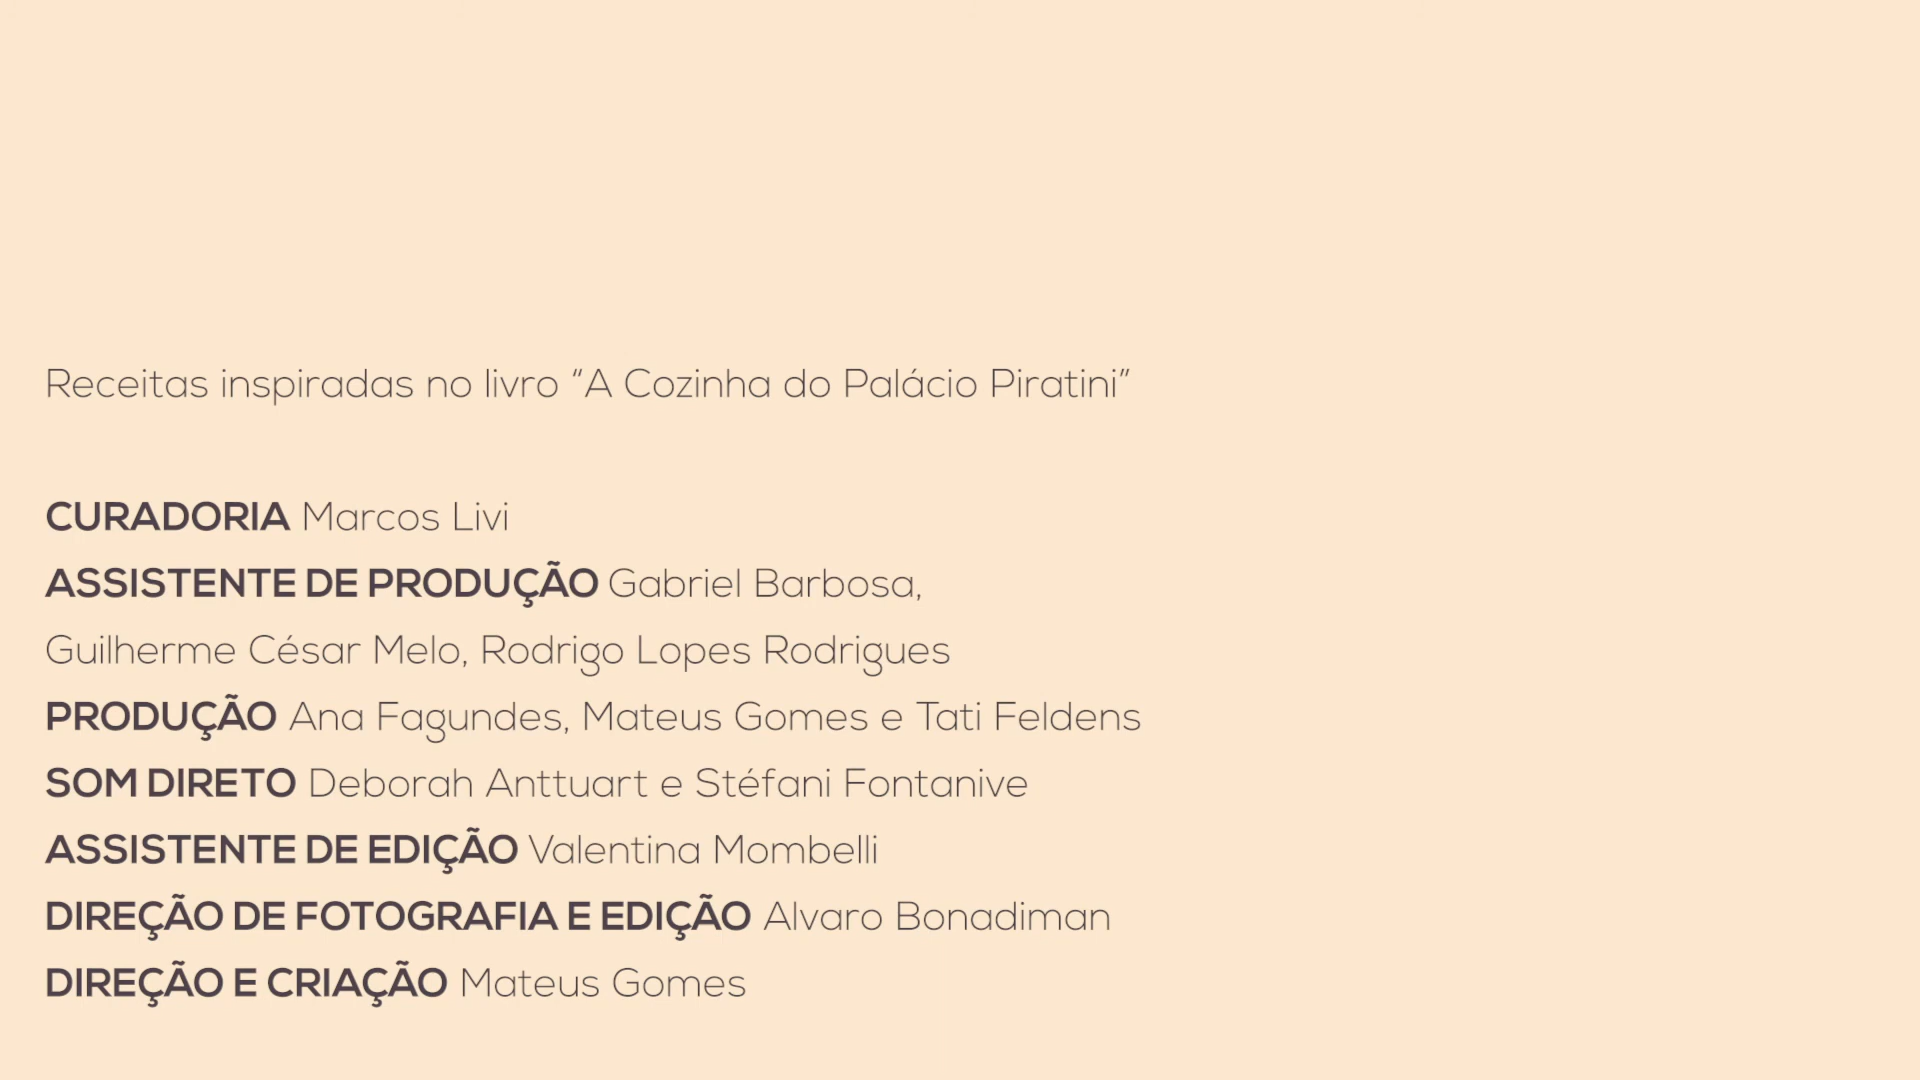 Receitas inspiradas no livro “A Cozinha do Palácio Piratini”
CURADORIA Marcos Livi
ASSISTENTE DE PRODUÇÃO Gabriel Barbosa,
Guilherme César Melo, Rodrigo Lopes Rodrigues
PRODUÇÃO Ana Fagundes, Mateus Gomes e Tati Feldens
SOM DIRETO Deborah Anttuart e Stéfani Fontanive
ASSISTENTE DE EDIÇÃO Valentina Mombelli
DIREÇÃO DE FOTOGRAFIA E EDIÇÃO Alvaro Bonadiman
DIREÇÃO E CRIAÇÃO Mateus Gomes